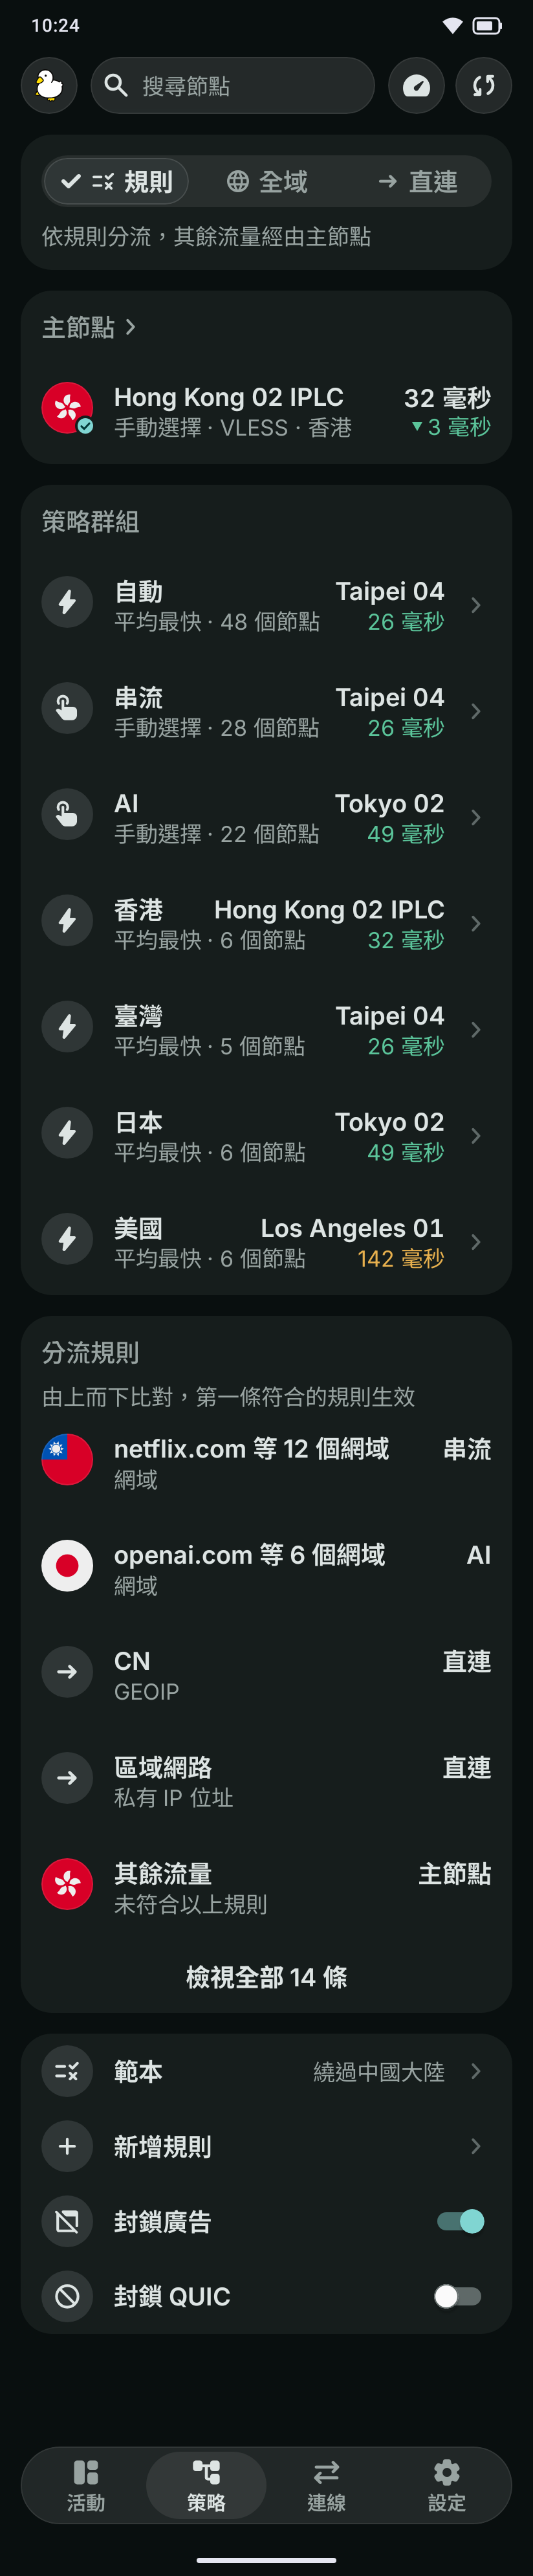 10:24
搜尋節點
規則
全域
直連
依規則分流，其餘流量經由主節點
主節點
Hong Kong 02 IPLC
32 毫秒
手動選擇 · VLESS · 香港
▼3 毫秒
策略群組
自動
Taipei 04
平均最快 · 48 個節點
26 毫秒
串流
Taipei 04
手動選擇 · 28 個節點
26 毫秒
AI
Tokyo 02
手動選擇 · 22 個節點
49 毫秒
香港
Hong Kong 02 IPLC
平均最快 · 6 個節點
32 毫秒
臺灣
Taipei 04
平均最快 · 5 個節點
26 毫秒
日本
Tokyo 02
平均最快 · 6 個節點
49 毫秒
美國
Los Angeles 01
平均最快 · 6 個節點
142 毫秒
分流規則
由上而下比對，第一條符合的規則生效
netflix.com 等 12 個網域
串流
網域
openai.com 等 6 個網域
AI
網域
CN
直連
GEOIP
區域網路
直連
私有 IP 位址
其餘流量
主節點
未符合以上規則
檢視全部 14 條
範本
繞過中國大陸
新增規則
封鎖廣告
封鎖 QUIC
活動
策略
連線
設定